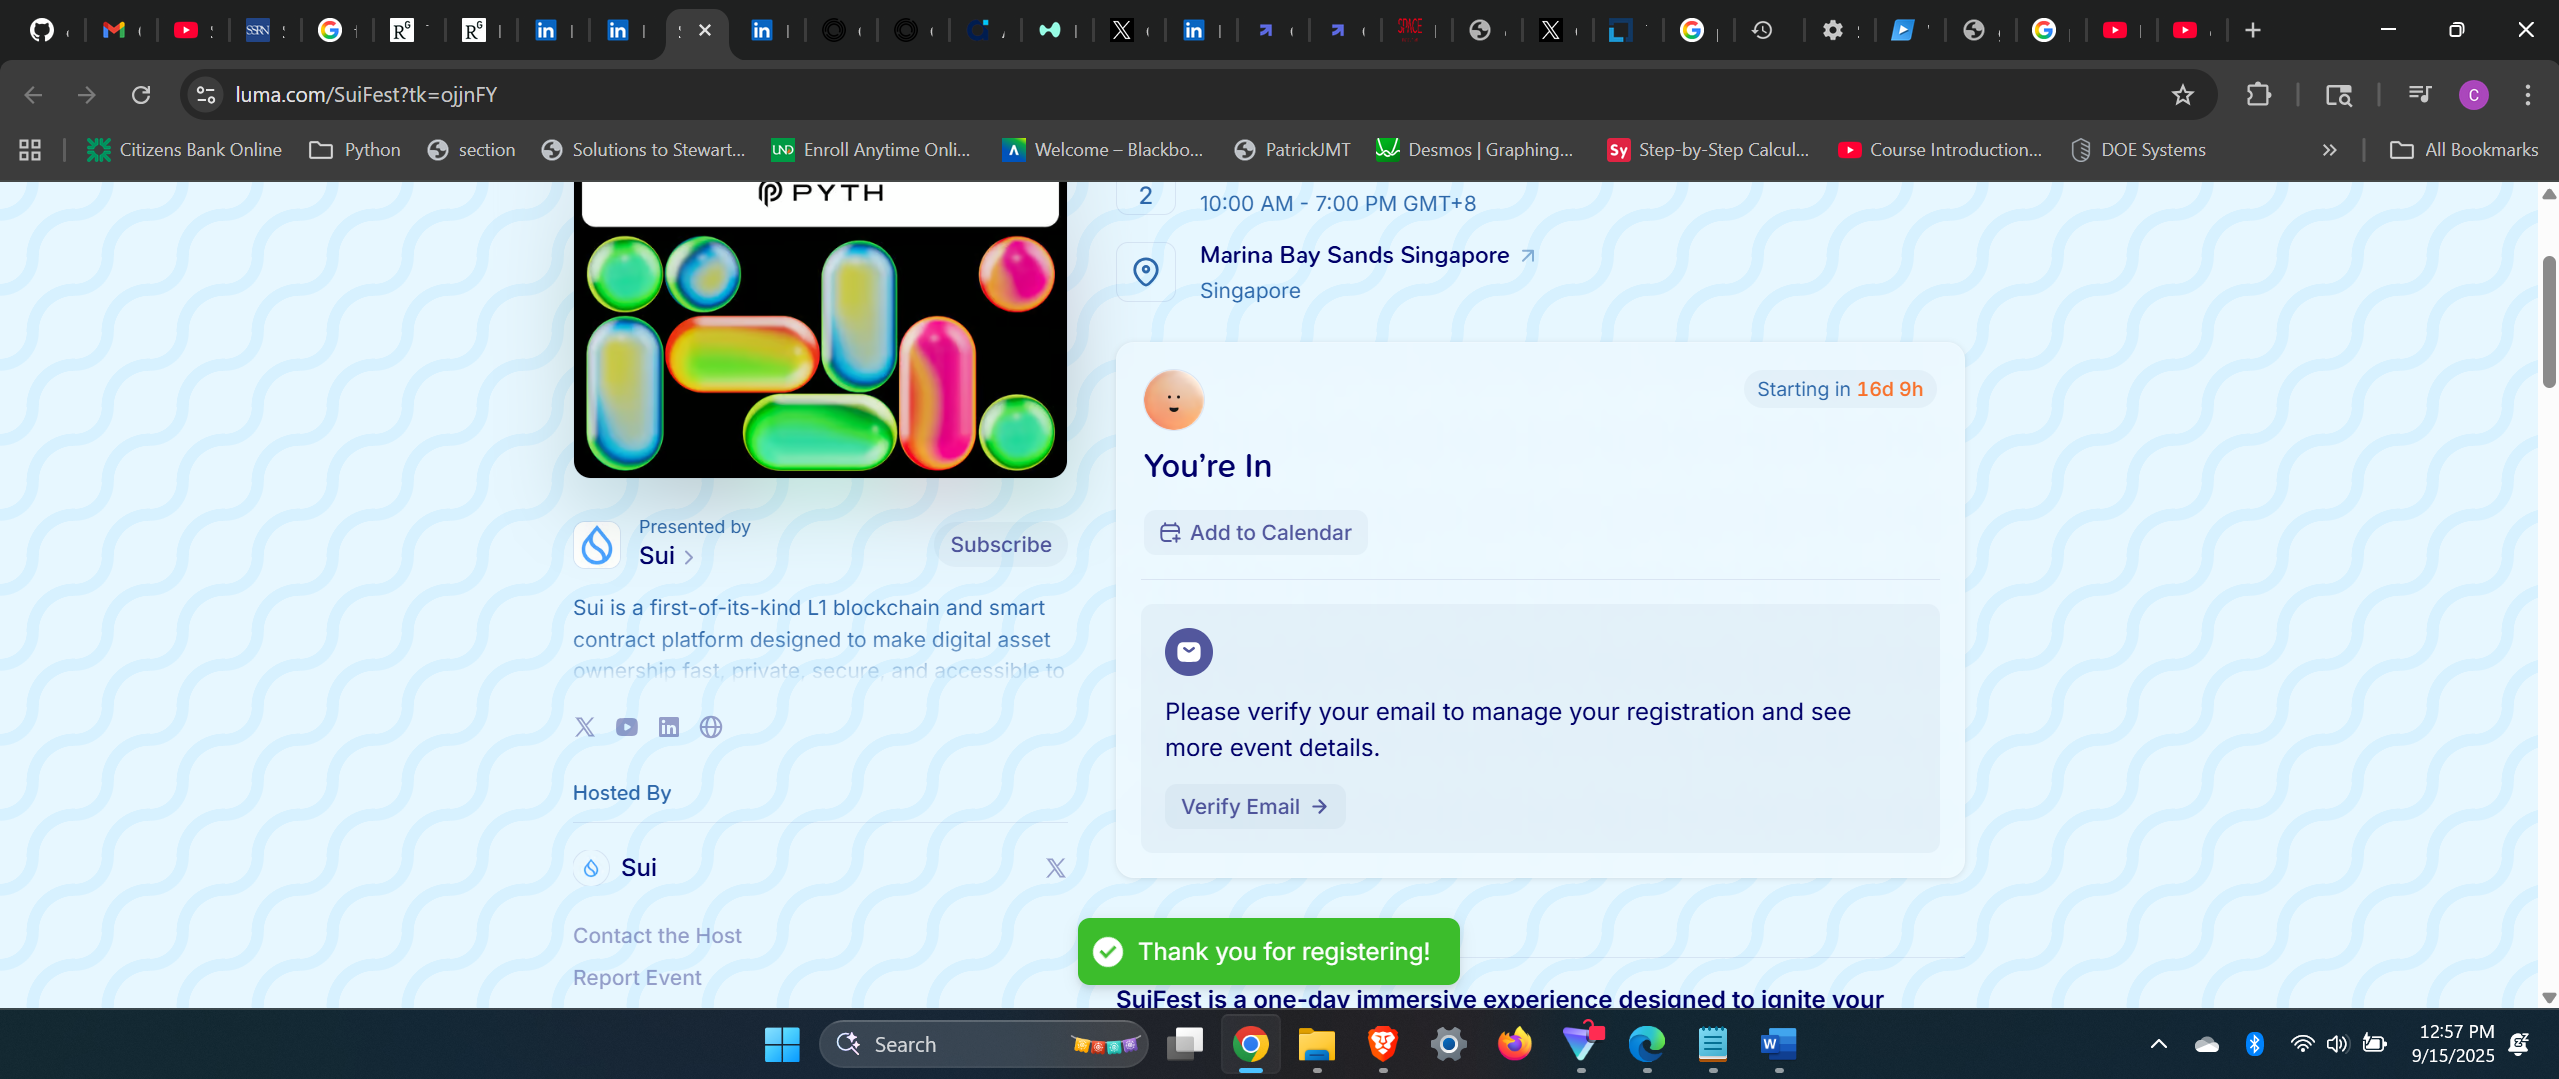 luma.com/SuiFest?tk=ojjnFY
C
Citizens Bank Online
Python
section
Solutions to Stewart...
UND
Enroll Anytime Onli...
Welcome – Blackbo...
PatrickJMT
Desmos | Graphing...
Sy
Step-by-Step Calcul...
Course Introduction...
DOE Systems
All Bookmarks
PYTH
2
10:00 AM - 7:00 PM GMT+8
Marina Bay Sands Singapore
Singapore
Starting in 16d 9h
You're In
Add to Calendar
Please verify your email to manage your registration and see
more event details.
Verify Email →
Presented by
Sui
Subscribe
Sui is a first-of-its-kind L1 blockchain and smart
contract platform designed to make digital asset
ownership fast, private, secure, and accessible to
Hosted By
Sui
Contact the Host
Report Event
Thank you for registering!
SuiFest is a one-day immersive experience designed to ignite your
Search
12:57 PM
9/15/2025